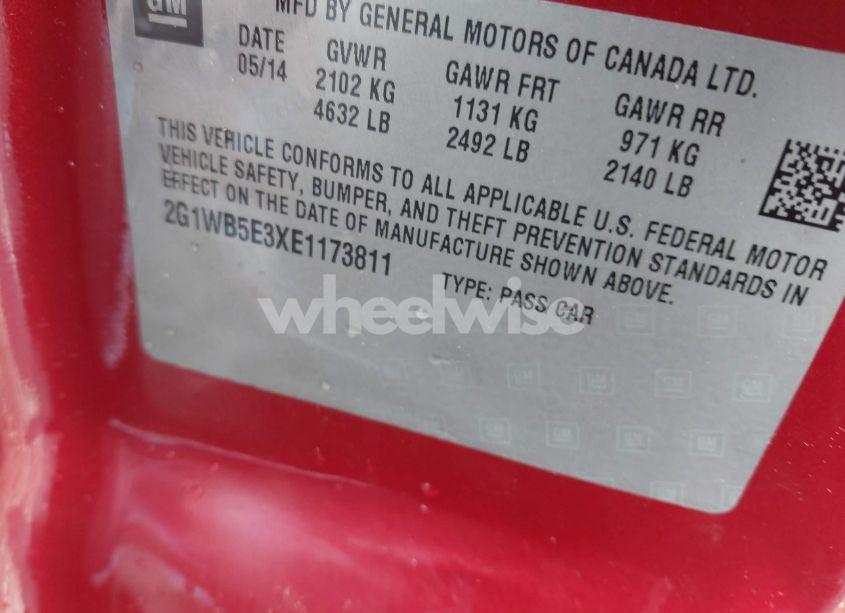 GM
MFD BY GENERAL MOTORS OF CANADA LTD.
DATE GVWR GAWR FRT GAWR RR
05/14 2102 KG 1131 KG 971 KG
4632 LB 2492 LB 2140 LB
THIS VEHICLE CONFORMS TO ALL APPLICABLE U.S. FEDERAL MOTOR
VEHICLE SAFETY, BUMPER, AND THEFT PREVENTION STANDARDS IN
EFFECT ON THE DATE OF MANUFACTURE SHOWN ABOVE.
2G1WB5E3XE1173811 TYPE: PASS CAR
wheelwise